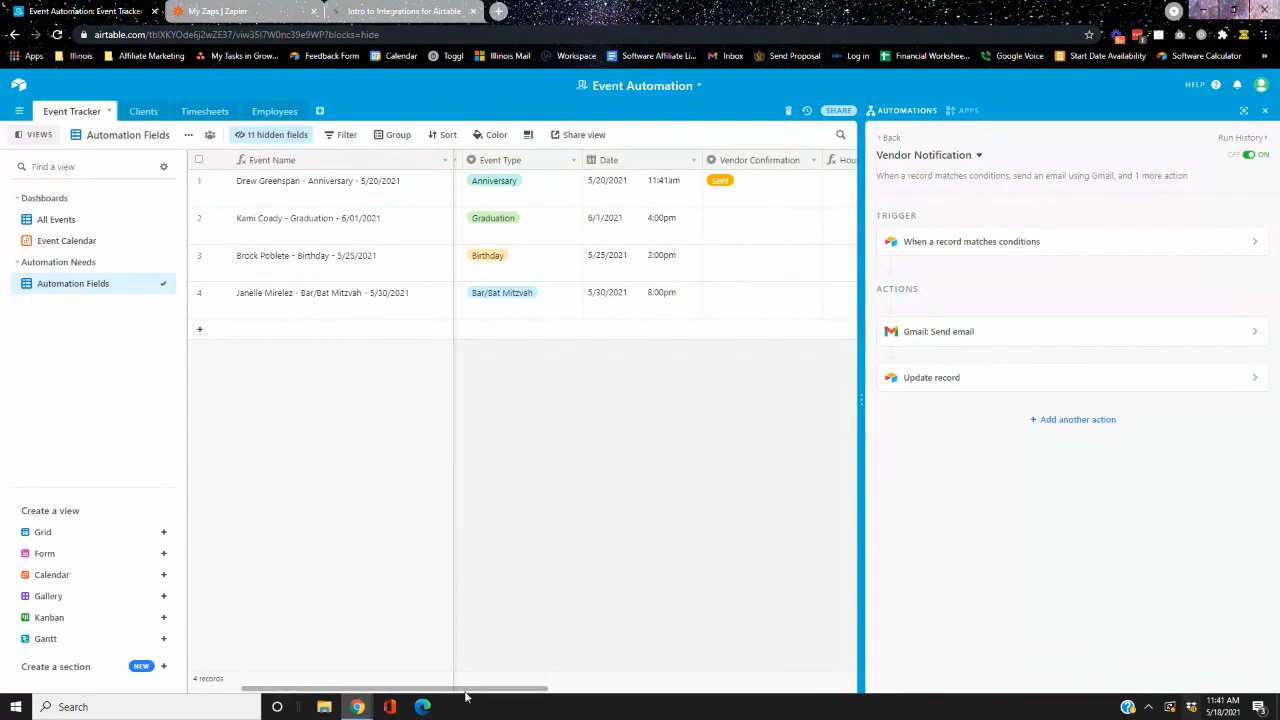 Event Automation: Event Tracker
My Zaps | Zapier
Intro to Integrations for Airtable
airtable.com/tblXKYOde6j2wZE37/viw35l7W0nc39e9WP?blocks=hide
Apps
Illinois
Affiliate Marketing
My Tasks in Grow...
Feedback Form
Calendar
Toggl
Illinois Mail
Workspace
Software Affiliate Li...
Inbox
Send Proposal
Log in
Financial Workshe...
Google Voice
Start Date Availability
Software Calculator
»
Event Automation
HELP
Event Tracker
Clients
Timesheets
Employees
SHARE
AUTOMATIONS
APPS
VIEWS
Automation Fields
11 hidden fields
Filter
Group
Sort
Color
Share view
Back
Run History
Vendor Notification
OFF
ON
When a record matches conditions, send an email using Gmail, and 1 more action
Find a view
Dashboards
All Events
Event Calendar
Automation Needs
Automation Fields
Event Name
Event Type
Date
Vendor Confirmation
Hou
1 Drew Greenspan - Anniversary - 5/20/2021 Anniversary 5/20/2021 11:41am Sent
2 Kami Coady - Graduation - 6/01/2021 Graduation 6/1/2021 4:00pm
3 Brock Poblete - Birthday - 5/25/2021 Birthday 5/25/2021 3:00pm
4 Janelle Mirelez - Bar/Bat Mitzvah - 5/30/2021 Bar/Bat Mitzvah 5/30/2021 8:00pm
+
TRIGGER
When a record matches conditions
ACTIONS
Gmail: Send email
Update record
+ Add another action
Create a view
Grid +
Form +
Calendar +
Gallery +
Kanban +
Gantt +
Create a section NEW +
4 records
Search
11:41 AM
5/18/2021